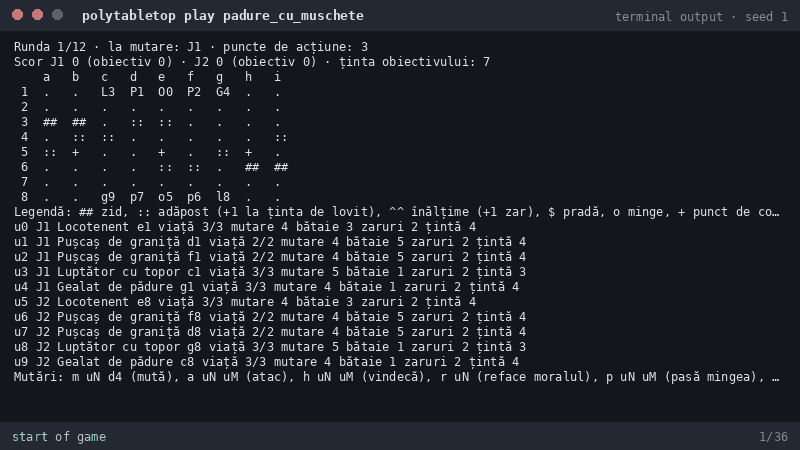 polytabletop play padure_cu_muschete
terminal output · seed 1
Runda 1/12 · la mutare: J1 · puncte de acțiune: 3
Scor J1 0 (obiectiv 0) · J2 0 (obiectiv 0) · ținta obiectivului: 7
a b c d e f g h i
1 . . L3 P1 O0 P2 G4 . .
2 . . . . . . . . .
3 ## ## . :: :: . . . .
4 . :: :: . . . . . ::
5 :: + . . + . :: + .
6 . . . . :: :: . ## ##
7 . . . . . . . . .
8 . . g9 p7 o5 p6 l8 . .
Legendă: ## zid, :: adăpost (+1 la ținta de lovit), ^^ înălțime (+1 zar), $ pradă, o minge, + punct de co…
u0 J1 Locotenent e1 viață 3/3 mutare 4 bătaie 3 zaruri 2 țintă 4
u1 J1 Pușcaș de graniță d1 viață 2/2 mutare 4 bătaie 5 zaruri 2 țintă 4
u2 J1 Pușcaș de graniță f1 viață 2/2 mutare 4 bătaie 5 zaruri 2 țintă 4
u3 J1 Luptător cu topor c1 viață 3/3 mutare 5 bătaie 1 zaruri 2 țintă 3
u4 J1 Gealat de pădure g1 viață 3/3 mutare 4 bătaie 1 zaruri 2 țintă 4
u5 J2 Locotenent e8 viață 3/3 mutare 4 bătaie 3 zaruri 2 țintă 4
u6 J2 Pușcaș de graniță f8 viață 2/2 mutare 4 bătaie 5 zaruri 2 țintă 4
u7 J2 Pușcaș de graniță d8 viață 2/2 mutare 4 bătaie 5 zaruri 2 țintă 4
u8 J2 Luptător cu topor g8 viață 3/3 mutare 5 bătaie 1 zaruri 2 țintă 3
u9 J2 Gealat de pădure c8 viață 3/3 mutare 4 bătaie 1 zaruri 2 țintă 4
Mutări: m uN d4 (mută), a uN uM (atac), h uN uM (vindecă), r uN (reface moralul), p uN uM (pasă mingea), …
start of game
1/36